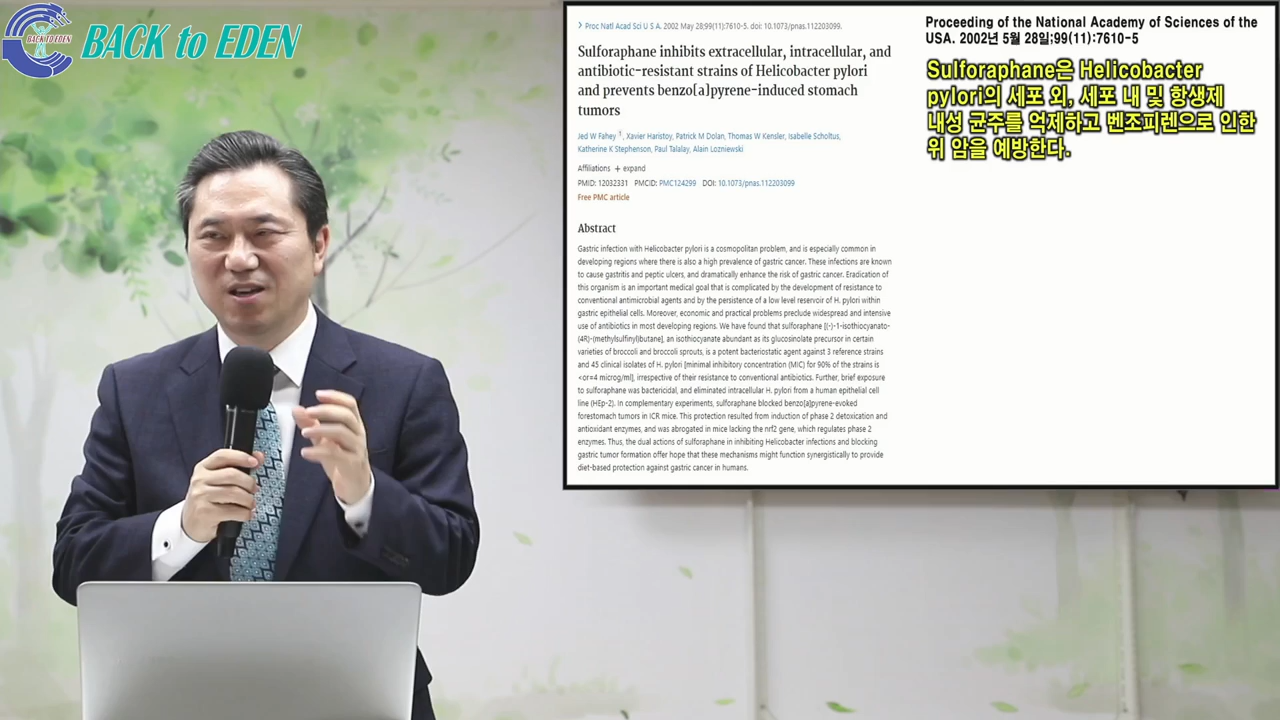 BACK to EDEN
BACK TO EDEN
> Proc Natl Acad Sci U S A. 2002 May 28;99(11):7610-5. doi: 10.1073/pnas.112203099.
Sulforaphane inhibits extracellular, intracellular, and
antibiotic-resistant strains of Helicobacter pylori
and prevents benzo[a]pyrene-induced stomach
tumors
Jed W Fahey 1, Xavier Haristoy, Patrick M Dolan, Thomas W Kensler, Isabelle Scholtus,
Katherine K Stephenson, Paul Talalay, Alain Lozniewski
Affiliations + expand
PMID: 12032331 PMCID: PMC124299 DOI: 10.1073/pnas.112203099
Free PMC article
Abstract
Gastric infection with Helicobacter pylori is a cosmopolitan problem, and is especially common in
developing regions where there is also a high prevalence of gastric cancer. These infections are known
to cause gastritis and peptic ulcers, and dramatically enhance the risk of gastric cancer. Eradication of
this organism is an important medical goal that is complicated by the development of resistance to
conventional antimicrobial agents and by the persistence of a low level reservoir of H. pylori within
gastric epithelial cells. Moreover, economic and practical problems preclude widespread and intensive
use of antibiotics in most developing regions. We have found that sulforaphane [(-)-1-isothiocyanato-
(4R)-(methylsulfinyl)butane], an isothiocyanate abundant as its glucosinolate precursor in certain
varieties of broccoli and broccoli sprouts, is a potent bacteriostatic agent against 3 reference strains
and 45 clinical isolates of H. pylori [minimal inhibitory concentration (MIC) for 90% of the strains is
<or=4 microg/ml], irrespective of their resistance to conventional antibiotics. Further, brief exposure
to sulforaphane was bactericidal, and eliminated intracellular H. pylori from a human epithelial cell
line (HEp-2). In complementary experiments, sulforaphane blocked benzo[a]pyrene-evoked
forestomach tumors in ICR mice. This protection resulted from induction of phase 2 detoxication and
antioxidant enzymes, and was abrogated in mice lacking the nrf2 gene, which regulates phase 2
enzymes. Thus, the dual actions of sulforaphane in inhibiting Helicobacter infections and blocking
gastric tumor formation offer hope that these mechanisms might function synergistically to provide
diet-based protection against gastric cancer in humans.
Proceeding of the National Academy of Sciences of the
USA. 2002년 5월 28일;99(11):7610-5
Sulforaphane은 Helicobacter
pylori의 세포 외, 세포 내 및 항생제
내성 균주를 억제하고 벤조피렌으로 인한
위 암을 예방한다.